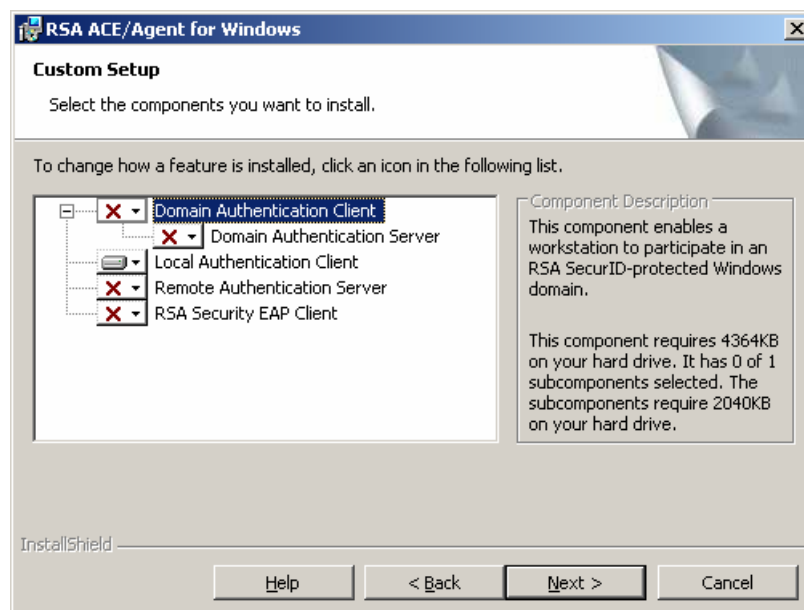 RSA ACE/Agent for Windows
Custom Setup
Select the components you want to install.
To change how a feature is installed, click an icon in the following list.
Domain Authentication Client
Domain Authentication Server
Local Authentication Client
Remote Authentication Server
RSA Security EAP Client
Component Description
This component enables a
workstation to participate in an
RSA SecurID-protected Windows
domain.
This component requires 4364KB
on your hard drive. It has 0 of 1
subcomponents selected. The
subcomponents require 2040KB
on your hard drive.
InstallShield
Help
< Back
Next >
Cancel